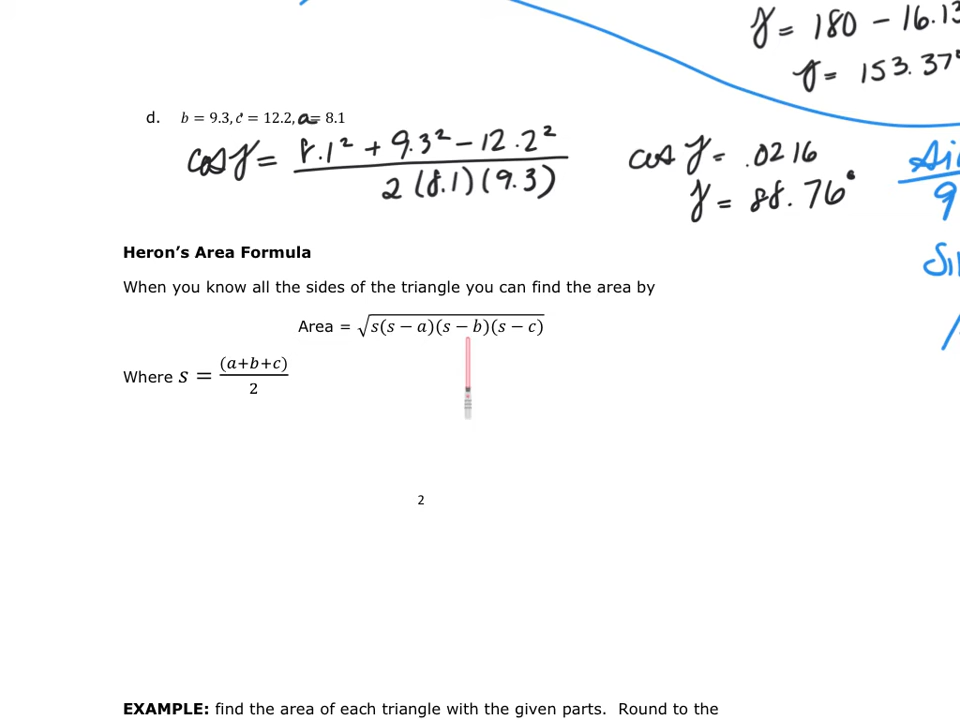 γ = 180 - 16.13
γ = 153.37°
d. b = 9.3, c = 12.2, a = 8.1
cos γ = 8.1² + 9.3² - 12.2² / 2 (8.1) (9.3)
cos γ = .0216
γ = 88.76°
9
Heron's Area Formula
When you know all the sides of the triangle you can find the area by
Area = √s(s − a)(s − b)(s − c)
Where s = (a+b+c) / 2
2
EXAMPLE: find the area of each triangle with the given parts. Round to the